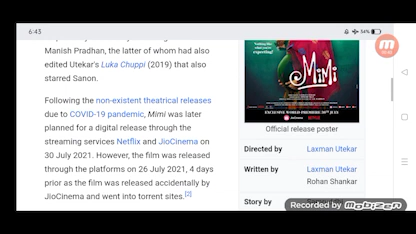 6:45
54%
Manish Pradhan, the latter of whom had also
edited Utekar's Luka Chuppi (2019) that also
starred Sanon.
Following the non-existent theatrical releases
due to COVID-19 pandemic, Mimi was later
planned for a digital release through the
streaming services Netflix and JioCinema on
30 July 2021. However, the film was released
through the platforms on 26 July 2021, 4 days
prior as the film was released accidentally by
JioCinema and went into torrent sites.[2]
MIMI
Official release poster
Directed by Laxman Utekar
Written by Laxman Utekar
Rohan Shankar
Story by
Recorded by MOBIZEN